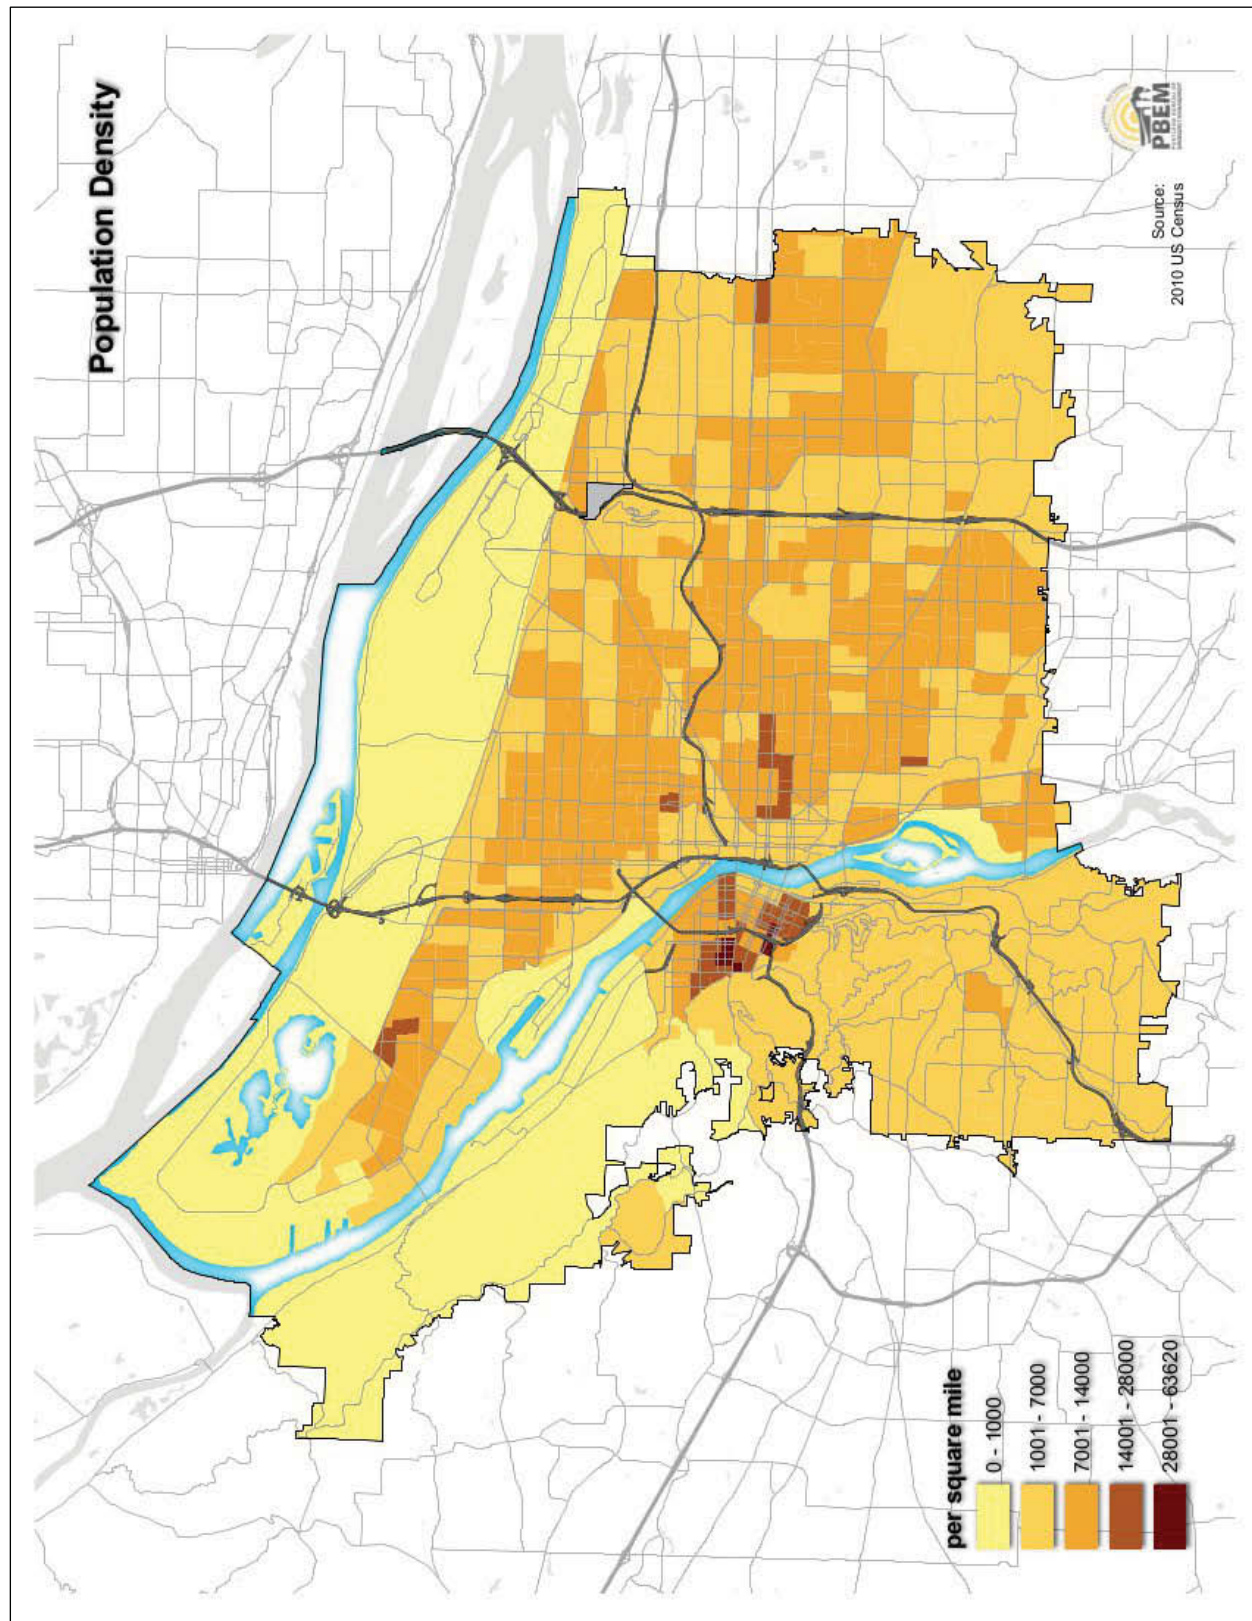 Population Density
per square mile
0 - 1000
1001 - 7000
7001 - 14000
14001 - 28000
28001 - 63620
PBEM
Source:
2010 US Census